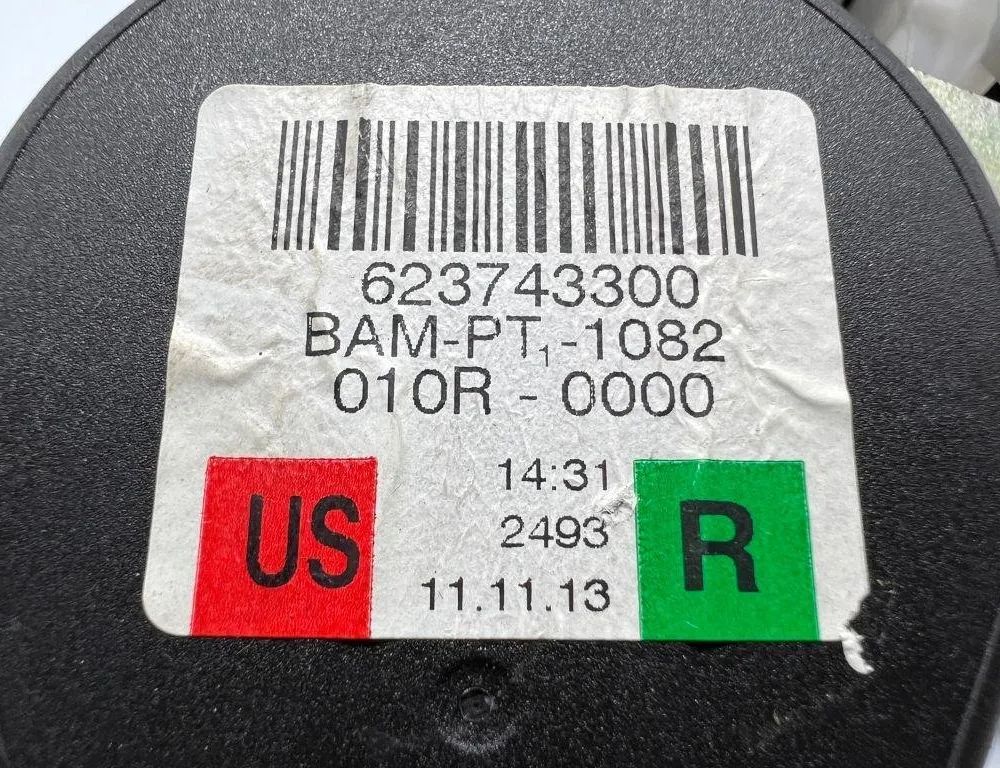 623743300
BAM-PT₁-1082
010R - 0000
14:31
US
2493
R
11.11.13